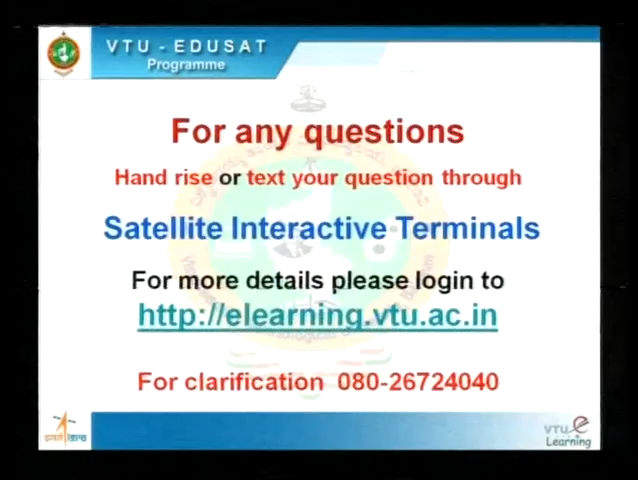 VTU - EDUSAT
Programme
For any questions
Hand rise or text your question through
Satellite Interactive Terminals
For more details please login to
http://elearning.vtu.ac.in
For clarification 080-26724040
VTU e
Learning